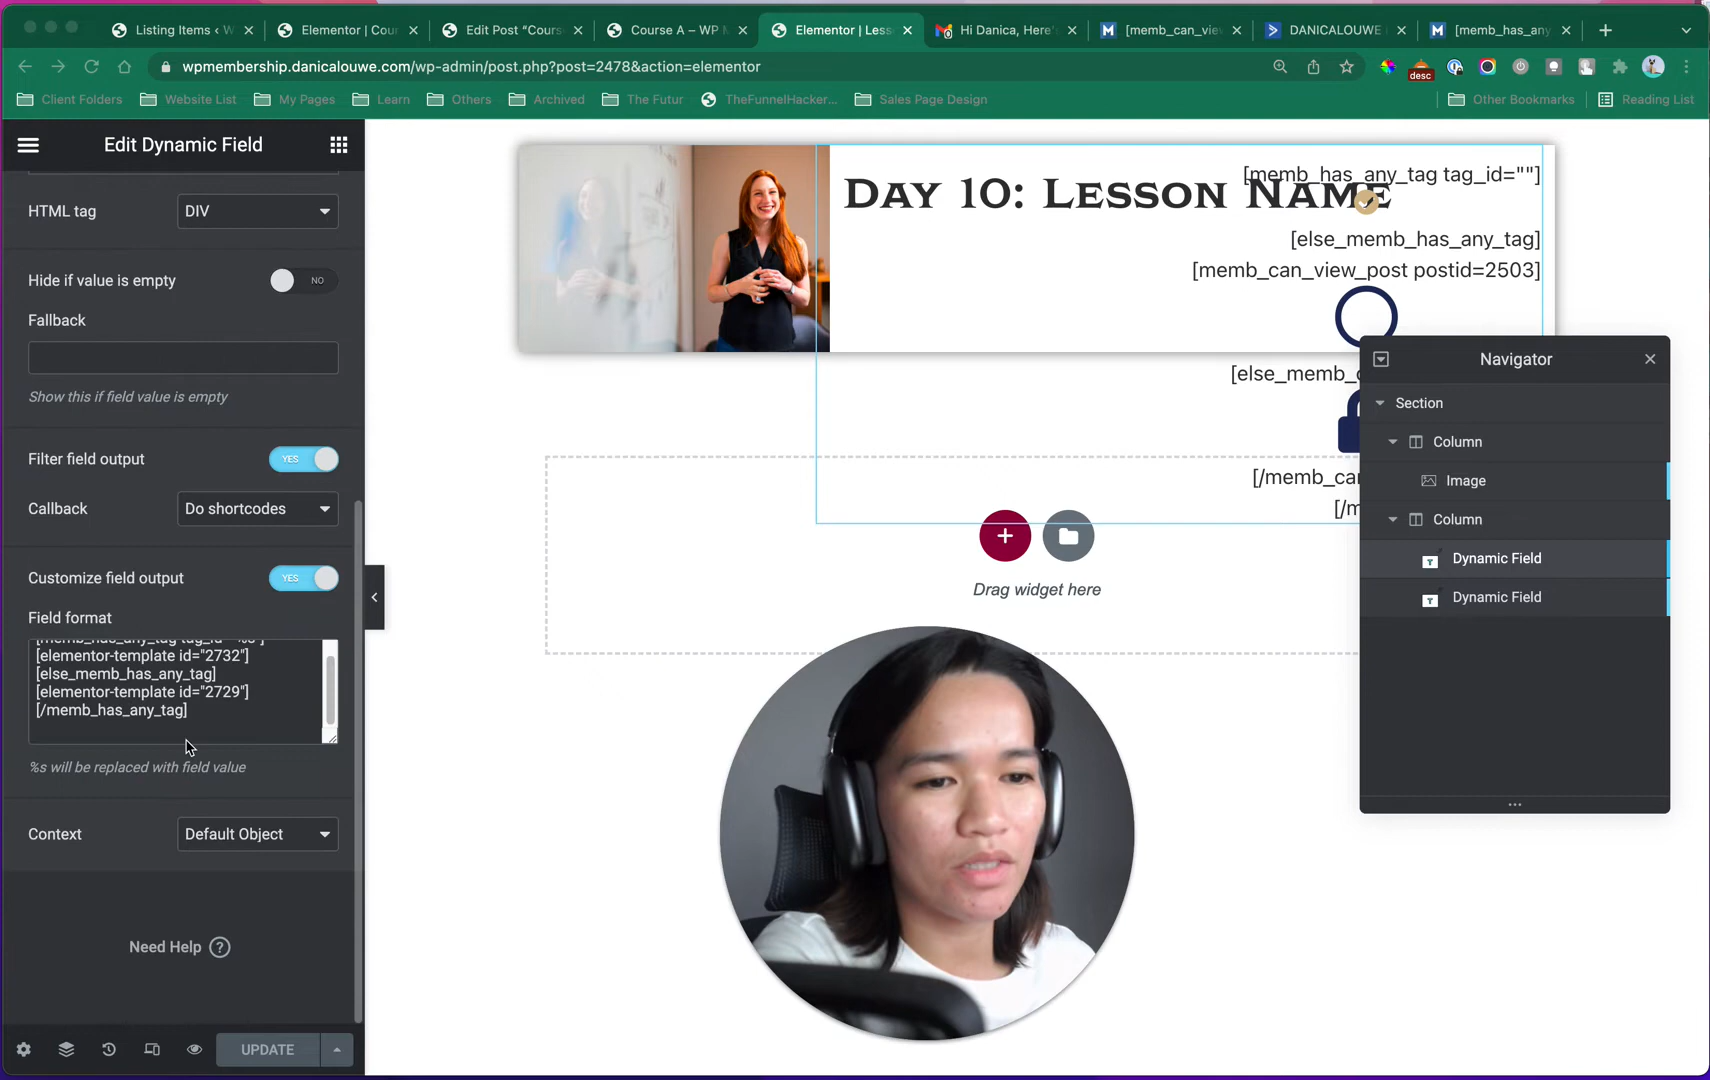 Listing Items ‹ W
Elementor | Cou
Edit Post “Cours
Course A – WP M
Elementor | Less
Hi Danica, Here'
[memb_can_view
DANICALOUWE
[memb_has_any
wpmembership.danicalouwe.com/wp-admin/post.php?post=2478&action=elementor
desc
Client Folders
Website List
My Pages
Learn
Others
Archived
The Futur
TheFunnelHacker...
Sales Page Design
Other Bookmarks
Reading List
Edit Dynamic Field
HTML tag
DIV
Hide if value is empty
NO
Fallback
Show this if field value is empty
Filter field output
YES
Callback
Do shortcodes
Customize field output
YES
Field format
[elementor-template id="2732"]
[else_memb_has_any_tag]
[elementor-template id="2729"]
[/memb_has_any_tag]
%s will be replaced with field value
Context
Default Object
Need Help
UPDATE
[memb_has_any_tag tag_id=""]
Day 10: Lesson Name
[else_memb_has_any_tag]
[memb_can_view_post postid=2503]
[else_memb_c
[/memb_can
[/m
Drag widget here
Navigator
Section
Column
Image
Column
Dynamic Field
Dynamic Field